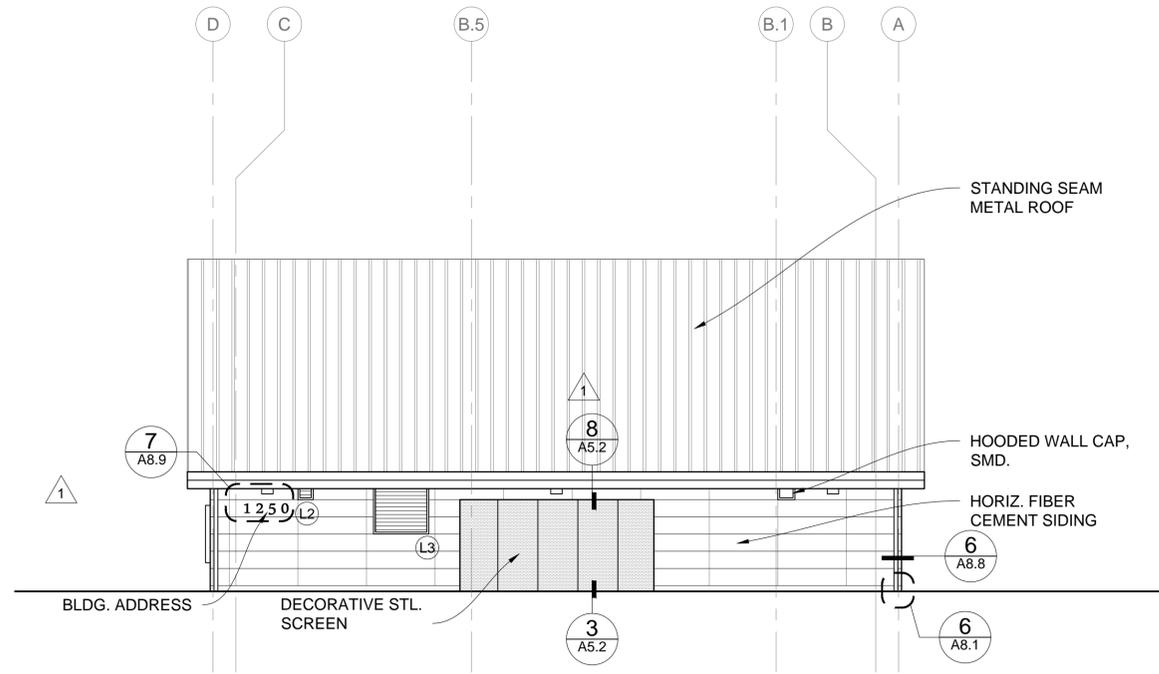 D
C
B.5
B.1
B
A
STANDING SEAM
METAL ROOF
1
8
A5.2
7
A8.9
HOODED WALL CAP,
SMD.
1
1250
L2
HORIZ. FIBER
CEMENT SIDING
L3
6
A8.8
BLDG. ADDRESS
DECORATIVE STL.
SCREEN
3
A5.2
6
A8.1